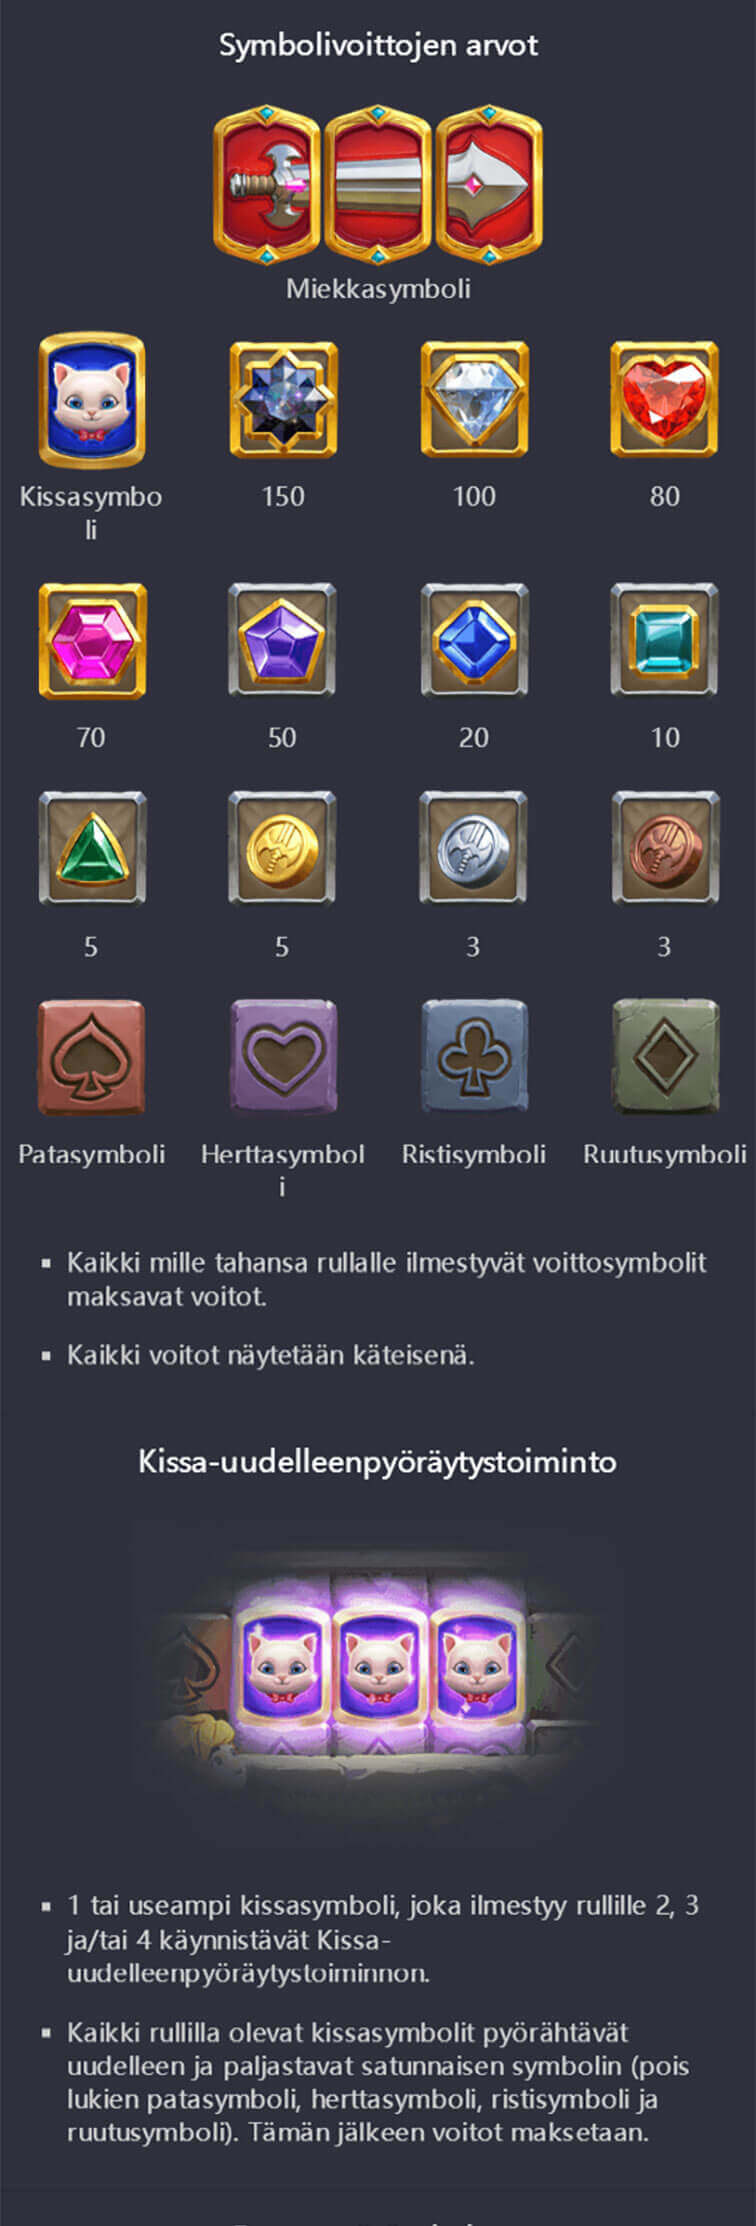 Symbolivoittojen arvot
Miekkasymboli
Kissasymbo
li
150
100
80
70
50
20
10
5
5
3
3
Patasymboli
Herttasymbol
i
Ristisymboli
Ruutusymboli
▪ Kaikki mille tahansa rullalle ilmestyvät voittosymbolit
maksavat voitot.
▪ Kaikki voitot näytetään käteisenä.
Kissa-uudelleenpyöräytystoiminto
▪ 1 tai useampi kissasymboli, joka ilmestyy rullille 2, 3
ja/tai 4 käynnistävät Kissa-
uudelleenpyöräytystoiminnon.
▪ Kaikki rullilla olevat kissasymbolit pyörähtävät
uudelleen ja paljastavat satunnaisen symbolin (pois
lukien patasymboli, herttasymboli, ristisymboli ja
ruutusymboli). Tämän jälkeen voitot maksetaan.